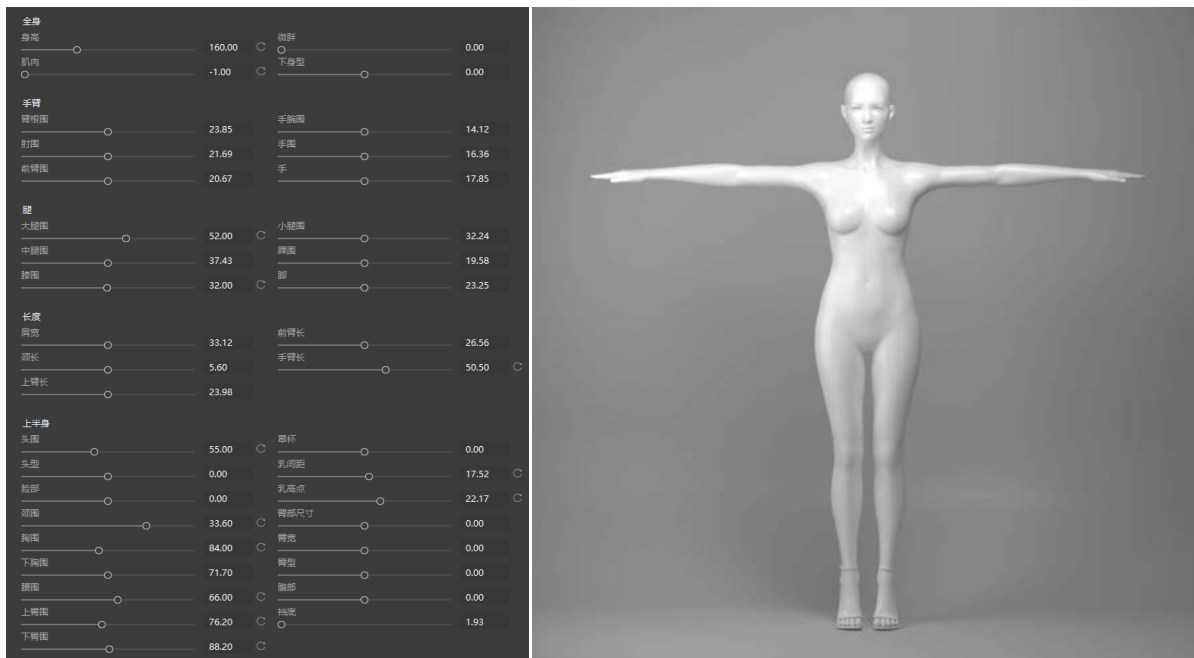 全身
身高 160.00 微胖 0.00
肌肉 -1.00 下身型 0.00
手臂
臂根围 23.85 手腕围 14.12
肘围 21.69 手围 16.36
前臂围 20.67 手 17.85
腿
大腿围 52.00 小腿围 32.24
中腿围 37.43 踝围 19.58
膝围 32.00 脚 23.25
长度
肩宽 33.12 前臂长 26.56
颈长 5.60 手臂长 50.50
上臂长 23.98
上半身
头围 55.00 罩杯 0.00
头型 0.00 乳间距 17.52
脸部 0.00 乳高点 22.17
颈围 33.60 臀部尺寸 0.00
胸围 84.00 臀宽 0.00
下胸围 71.70 臀型 0.00
腰围 66.00 腹部 0.00
上臀围 76.20 裆底 1.93
下臀围 88.20